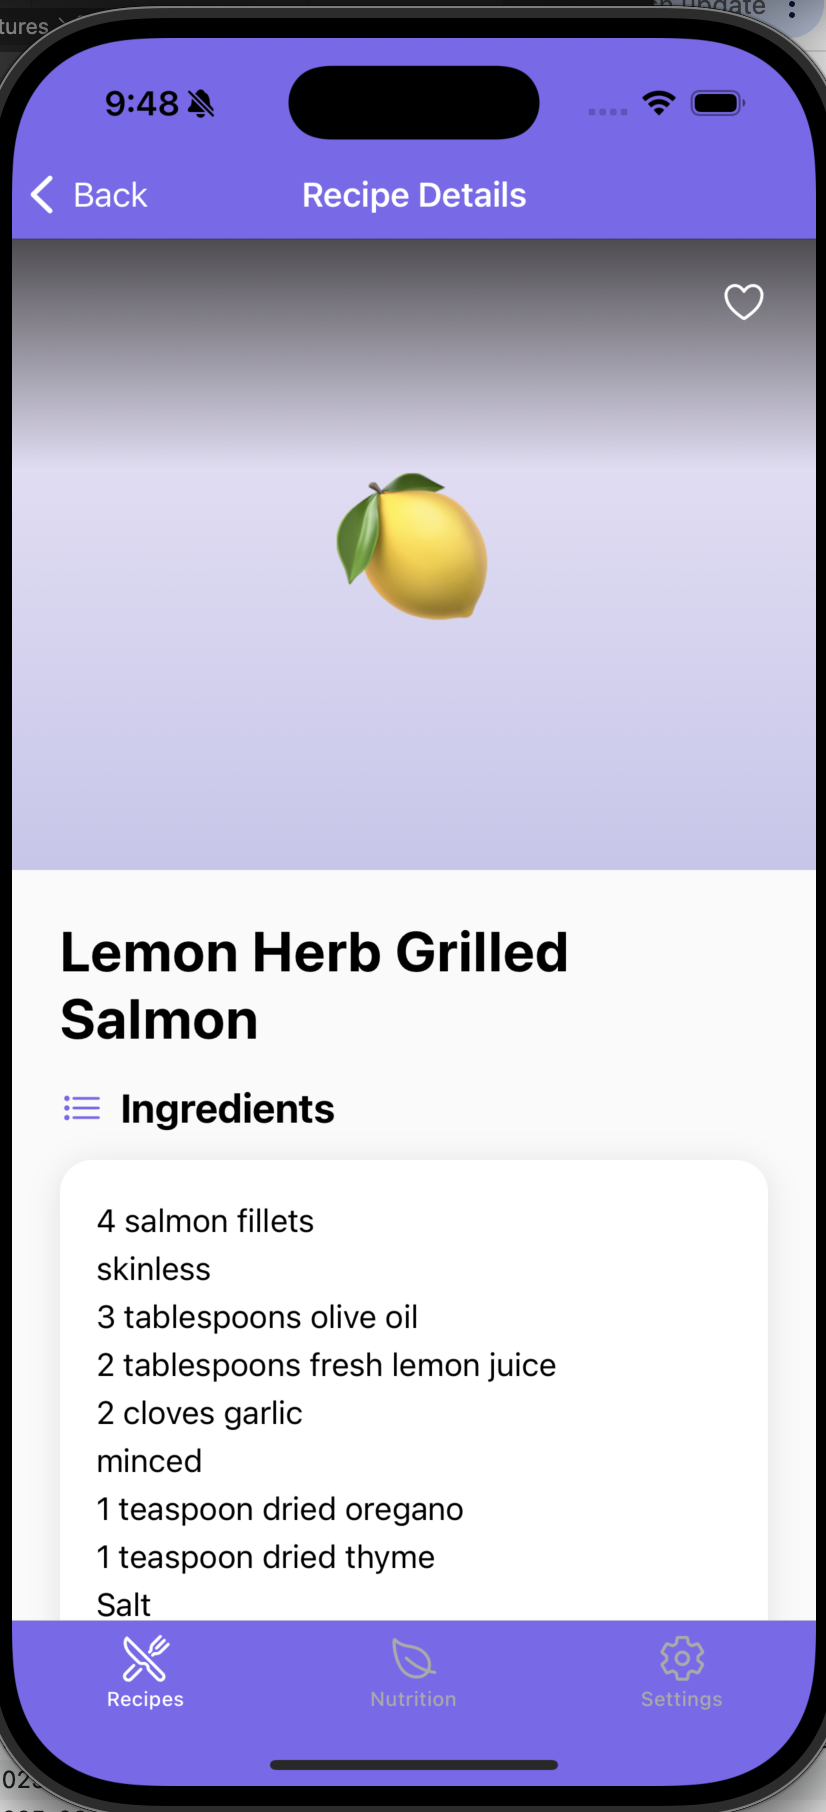 tures
Update
9:48
Back
Recipe Details
Lemon Herb Grilled
Salmon
Ingredients
4 salmon fillets
skinless
3 tablespoons olive oil
2 tablespoons fresh lemon juice
2 cloves garlic
minced
1 teaspoon dried oregano
1 teaspoon dried thyme
Salt
Recipes
Nutrition
Settings